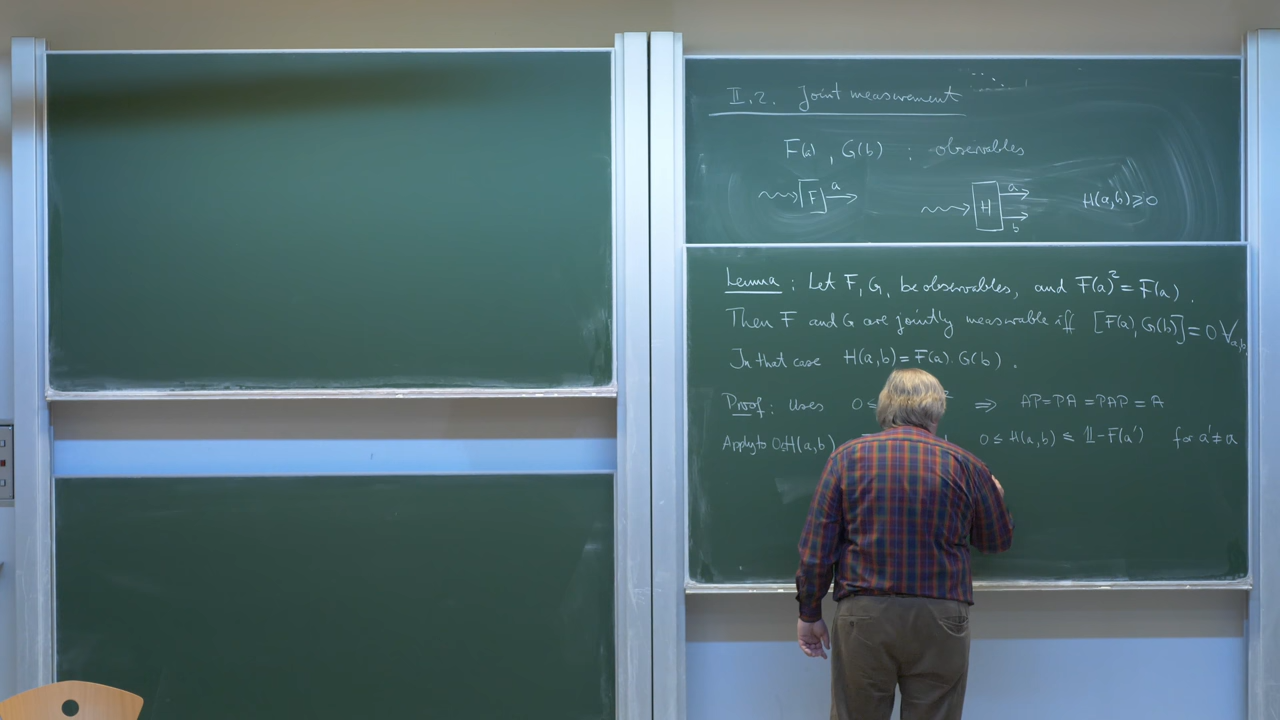 II.2. Joint measurement
F(a), G(b) : observables
F a H a b H(a,b)≥0
Lemma : Let F, G, be observables, and F(a)² = F(a).
Then F and G are jointly measurable iff [F(a), G(b)] = 0 ∀a,b
In that case H(a,b) = F(a) G(b).
Proof: Uses 0≤ ² ⇒ AP=PA=PAP=A
Apply to 0≤H(a,b) 0≤H(a,b)≤ 𝟙-F(a') for a'≠a